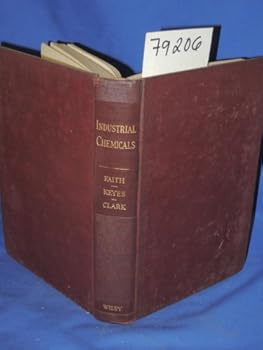 79206
INDUSTRIAL
CHEMICALS
FAITH
KEYES
CLARK
WILEY